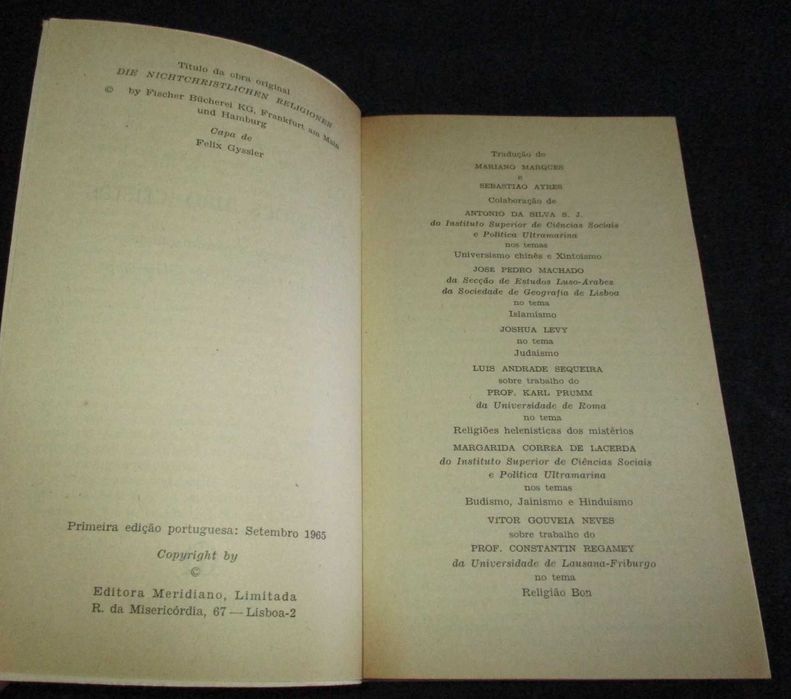 Título da obra original
DIE NICHTCHRISTLICHEN RELIGIONEN
© by Fischer Bücherei KG, Frankfurt am Main
und Hamburg
Capa de
Felix Gyssler
Primeira edição portuguesa: Setembro 1965
Copyright by
©
Editora Meridiano, Limitada
R. da Misericórdia, 67 — Lisboa-2
Tradução de
MARIANO MARQUES
e
SEBASTIAO AYRES
Colaboração de
ANTONIO DA SILVA S. J.
do Instituto Superior de Ciências Sociais
e Política Ultramarina
nos temas
Universismo chinês e Xintoísmo
JOSE PEDRO MACHADO
da Secção de Estudos Luso-Árabes
da Sociedade de Geografia de Lisboa
no tema
Islamismo
JOSHUA LEVY
no tema
Judaísmo
LUIS ANDRADE SEQUEIRA
sobre trabalho do
PROF. KARL PRUMM
da Universidade de Roma
no tema
Religiões helenísticas dos mistérios
MARGARIDA CORREA DE LACERDA
do Instituto Superior de Ciências Sociais
e Política Ultramarina
nos temas
Budismo, Jainismo e Hinduísmo
VITOR GOUVEIA NEVES
sobre trabalho do
PROF. CONSTANTIN REGAMEY
da Universidade de Lausana-Friburgo
no tema
Religião Bon